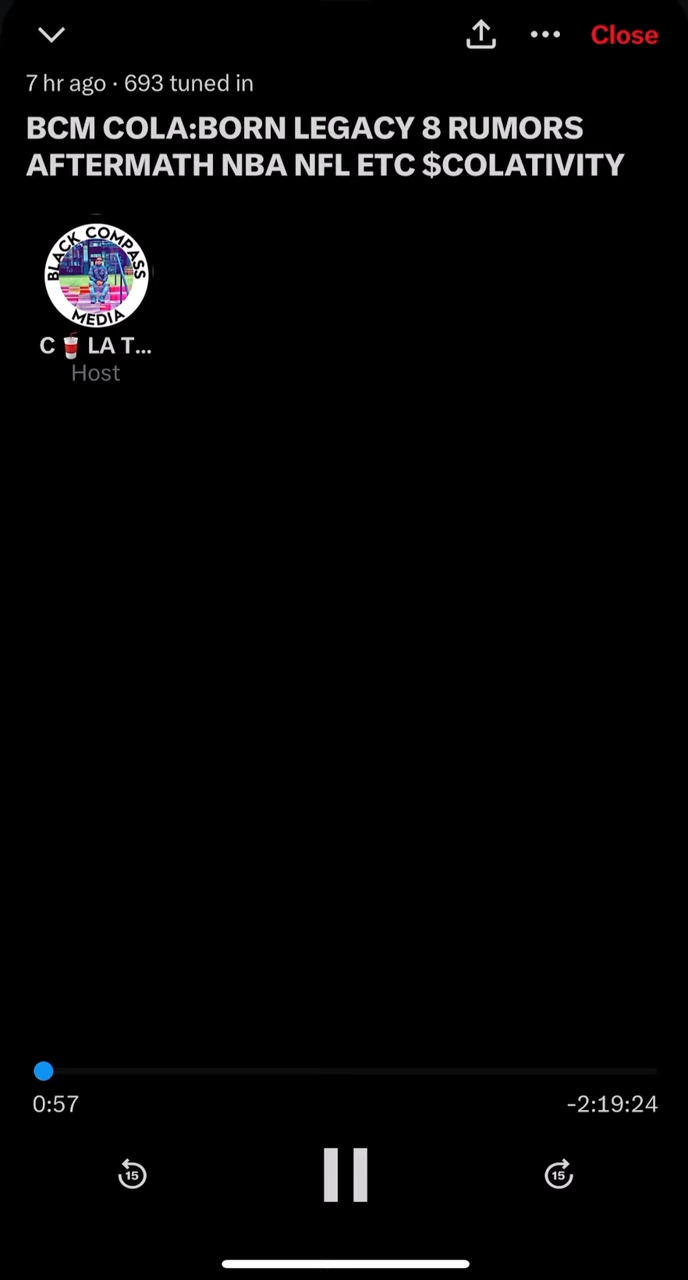 Close
7 hr ago · 693 tuned in
BCM COLA:BORN LEGACY 8 RUMORS
AFTERMATH NBA NFL ETC $COLATIVITY
BLACK COMPASS
MEDIA
C🥤LA T...
Host
0:57
-2:19:24
15
15